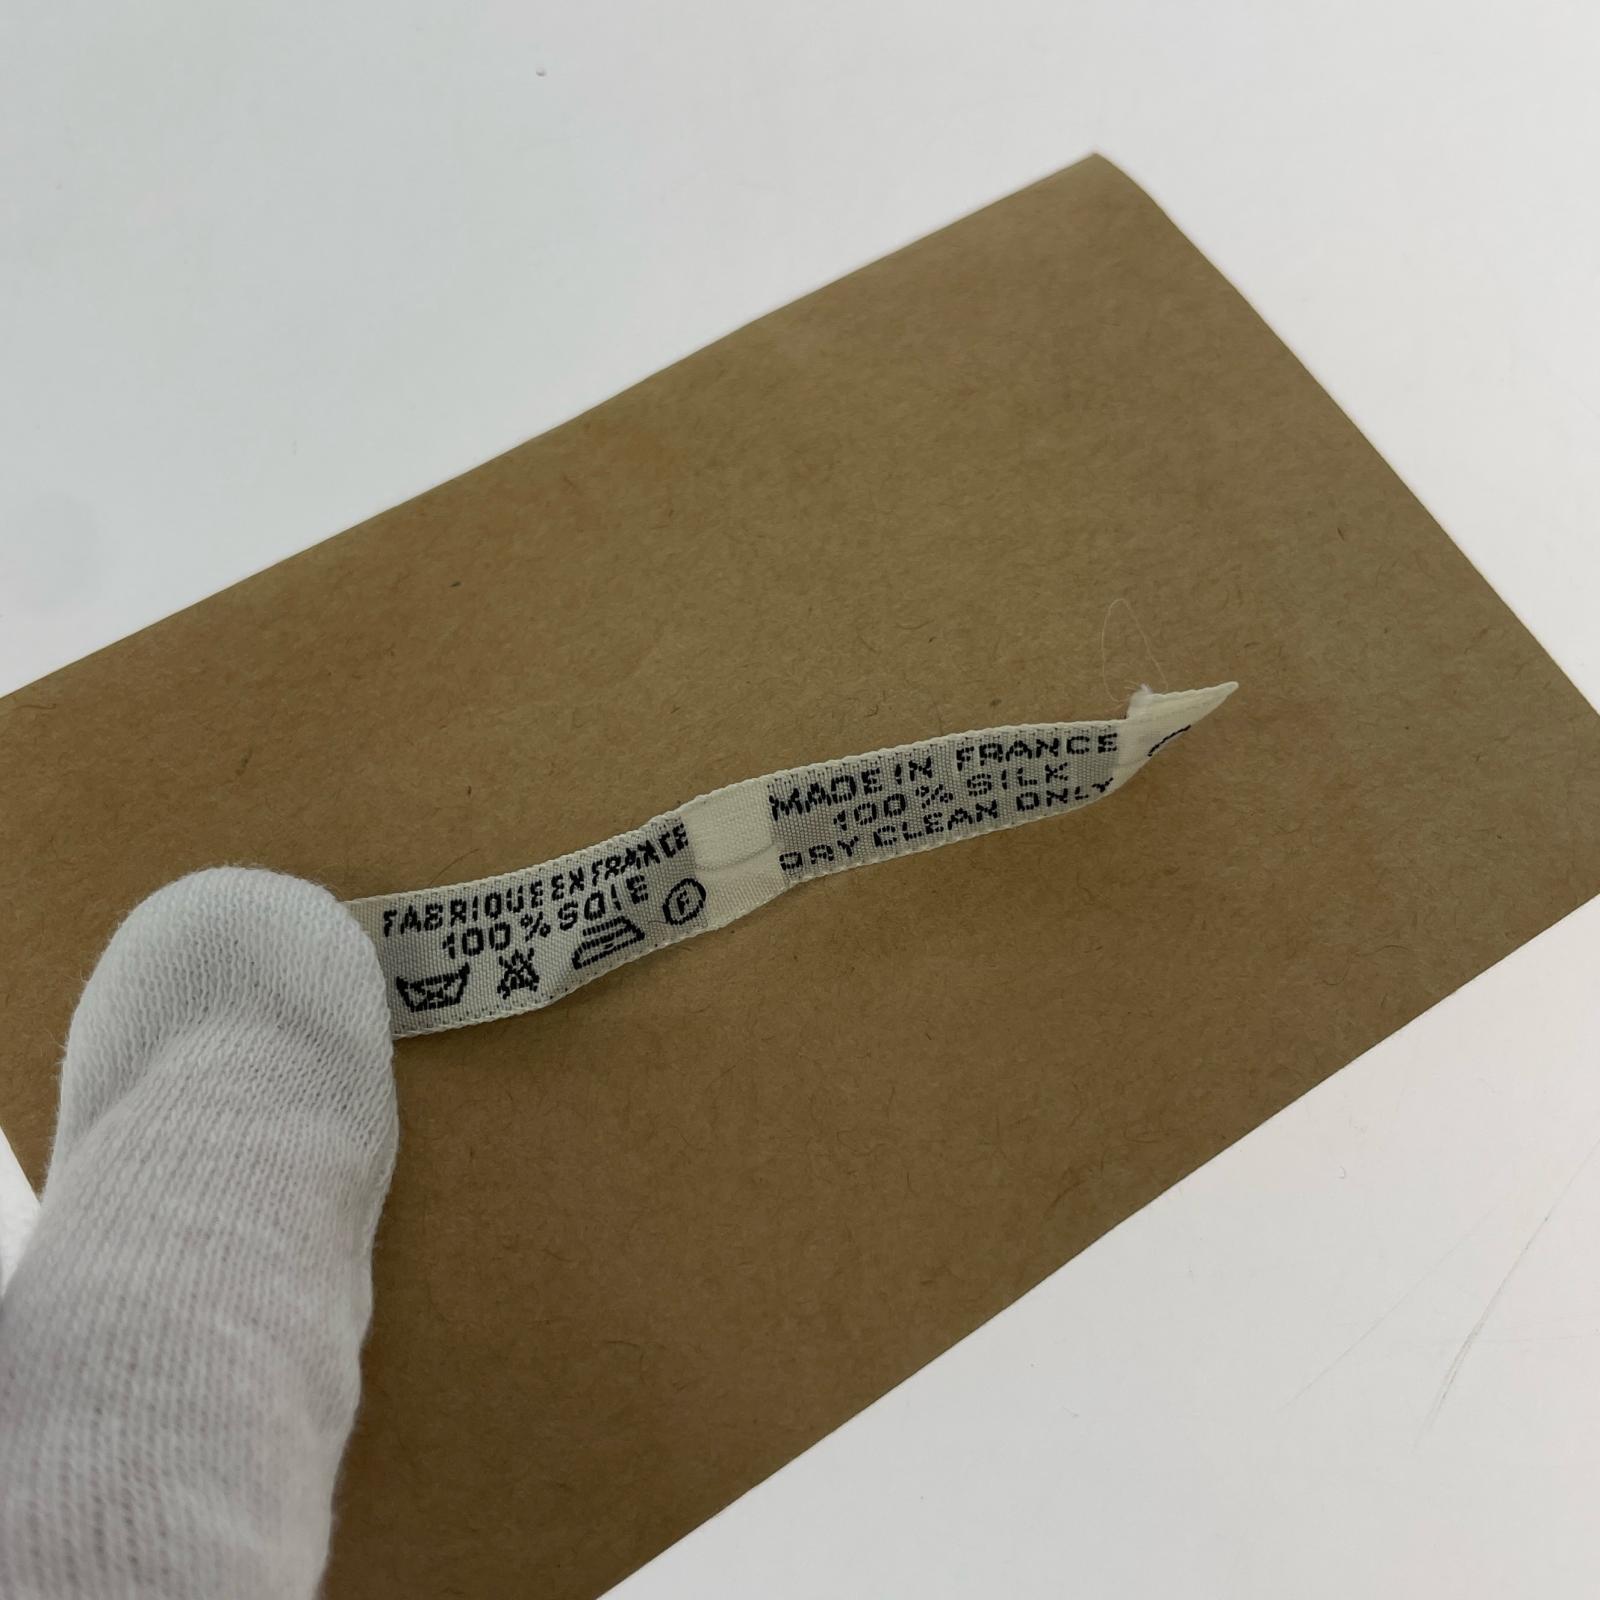 FABRIQUE EN FRANCE
100% SOIE
F
MADE IN FRANCE
100% SILK
DRY CLEAN ONLY